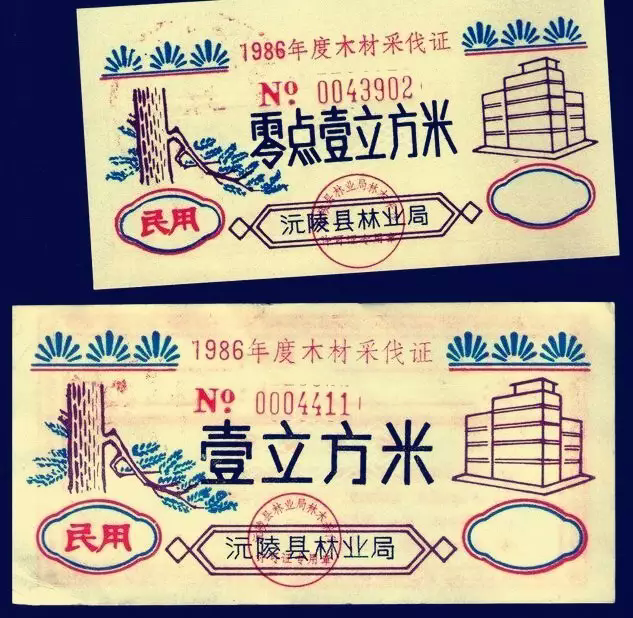 1986年度木材采伐证
Nº 0043902
零点壹立方米
民用
沅陵县林业局
1986年度木材采伐证
Nº 0004411
壹立方米
民用
沅陵县林业局